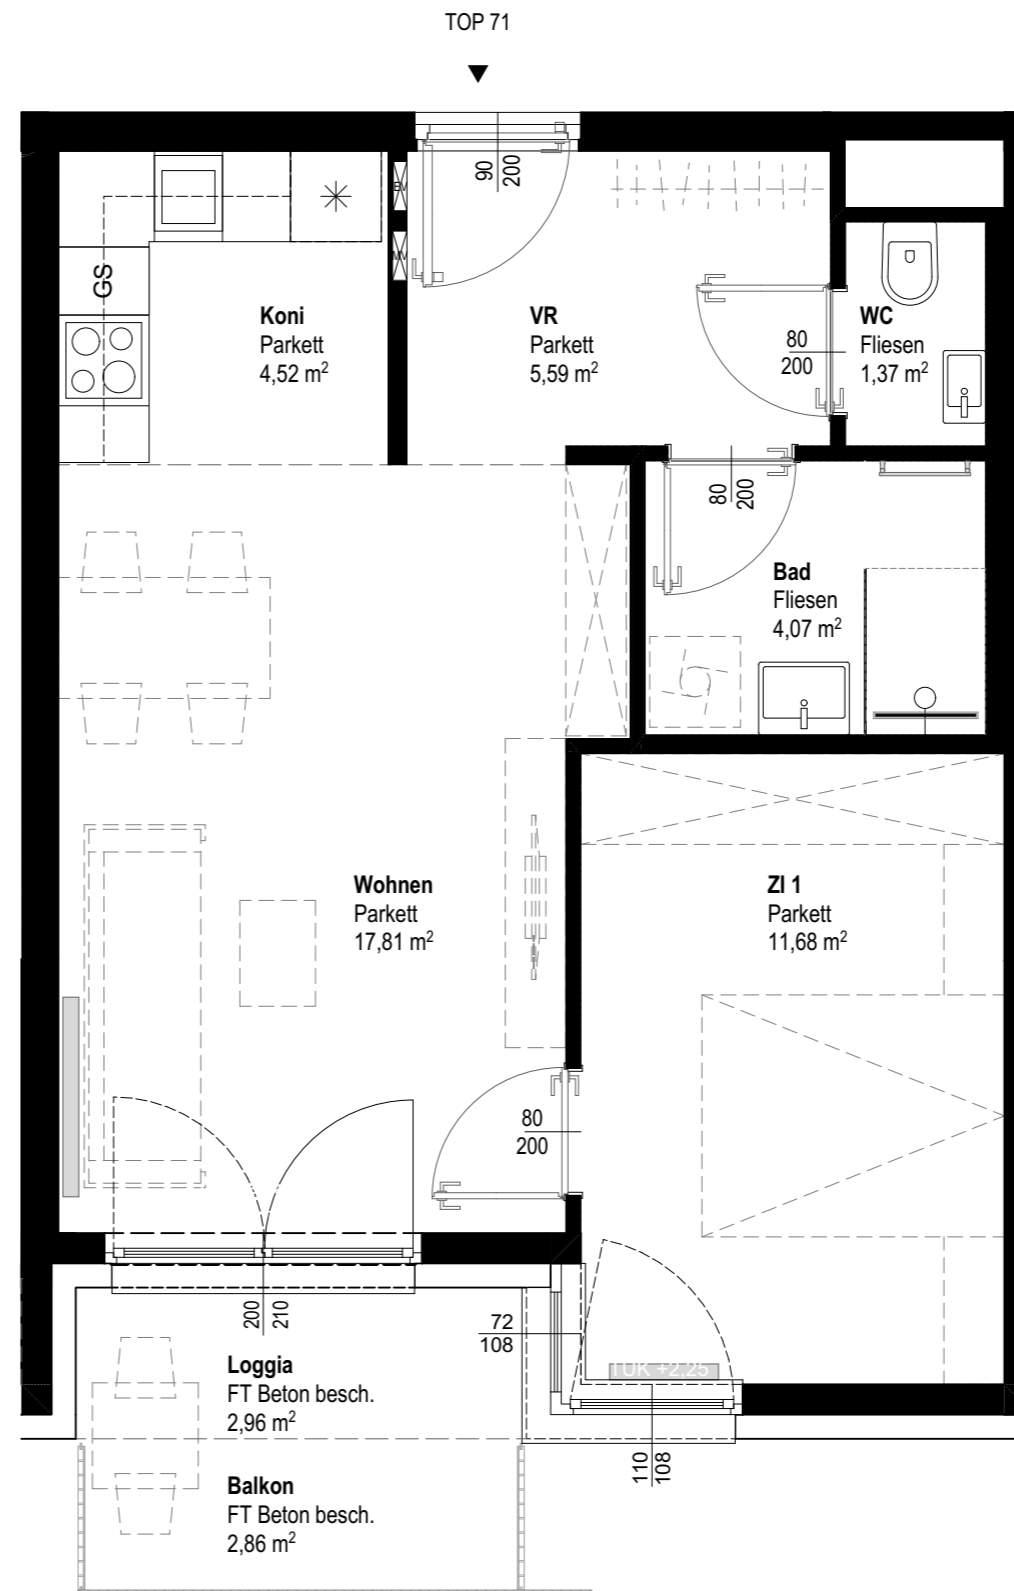 TOP 71
90
200
GS
Koni
Parkett
4,52 m²
VR
Parkett
5,59 m²
80
200
WC
Fliesen
1,37 m²
80
200
Bad
Fliesen
4,07 m²
Wohnen
Parkett
17,81 m²
ZI 1
Parkett
11,68 m²
80
200
200
210
72
108
TUK +2,25
110
108
Loggia
FT Beton besch.
2,96 m²
Balkon
FT Beton besch.
2,86 m²